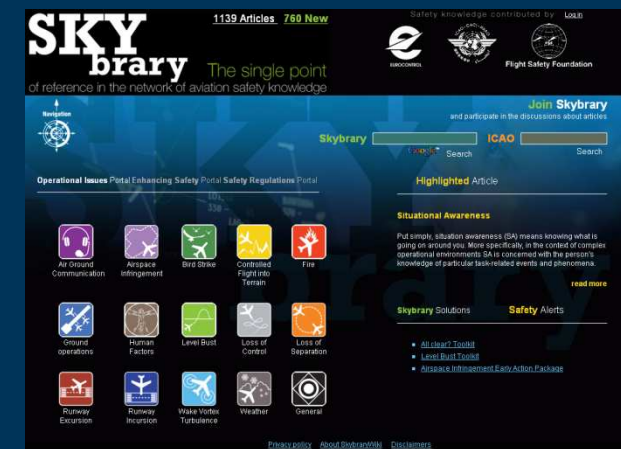 1139 Articles 760 New
Safety knowledge contributed by Log in
SKY
brary The single point
of reference in the network of aviation safety knowledge
EUROCONTROL
ICAO
Flight Safety Foundation
Navigation
Join Skybrary
and participate in the discussions about articles
Skybrary
Google Search
ICAO
Search
Operational Issues Portal Enhancing Safety Portal Safety Regulations Portal
Highlighted Article
Situational Awareness
Put simply, situation awareness (SA) means knowing what is
going on around you. More specifically, in the context of complex
operational environments SA is concerned with the person's
knowledge of particular task-related events and phenomena.
read more
Air Ground
Communication
Airspace
Infringement
Bird Strike
Controlled
Flight into
Terrain
Fire
Skybrary Solutions
Safety Alerts
Ground
operations
Human
Factors
Level Bust
Loss of
Control
Loss of
Separation
All clear? Toolkit
Level Bust Toolkit
Airspace Infringement Early Action Package
Runway
Excursion
Runway
Incursion
Wake Vortex
Turbulence
Weather
General
Privacy policy About SkybraryWiki Disclaimers